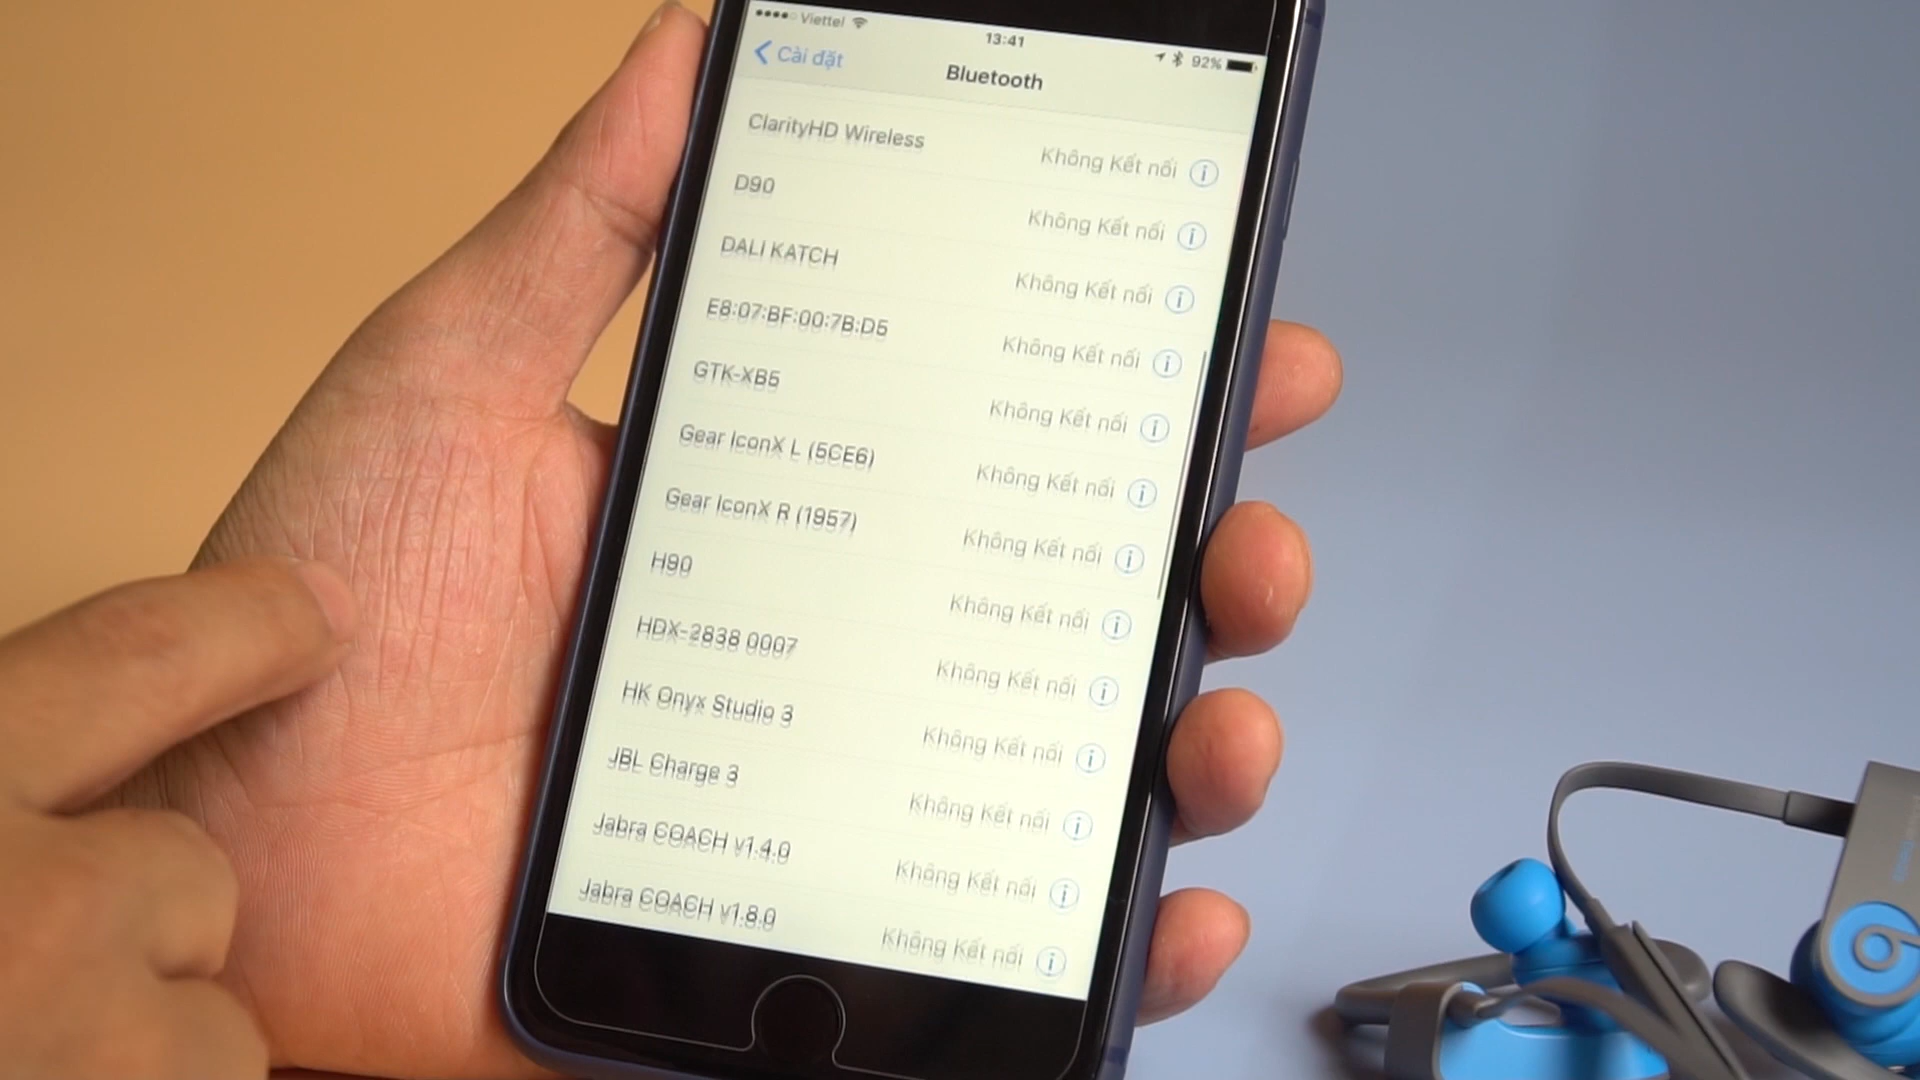 Viettel
13:41
92%
Cài đặt
Bluetooth
ClarityHD Wireless
Không Kết nối
D90
Không Kết nối
DALI KATCH
Không Kết nối
E8:07:BF:00:7B:D5
Không Kết nối
GTK-XB5
Không Kết nối
Gear IconX L (5CE6)
Không Kết nối
Gear IconX R (1957)
Không Kết nối
H90
Không Kết nối
HDX-2838 0007
Không Kết nối
HK Onyx Studio 3
Không Kết nối
JBL Charge 3
Không Kết nối
Jabra COACH v1.4.0
Không Kết nối
Jabra COACH v1.8.0
Không Kết nối